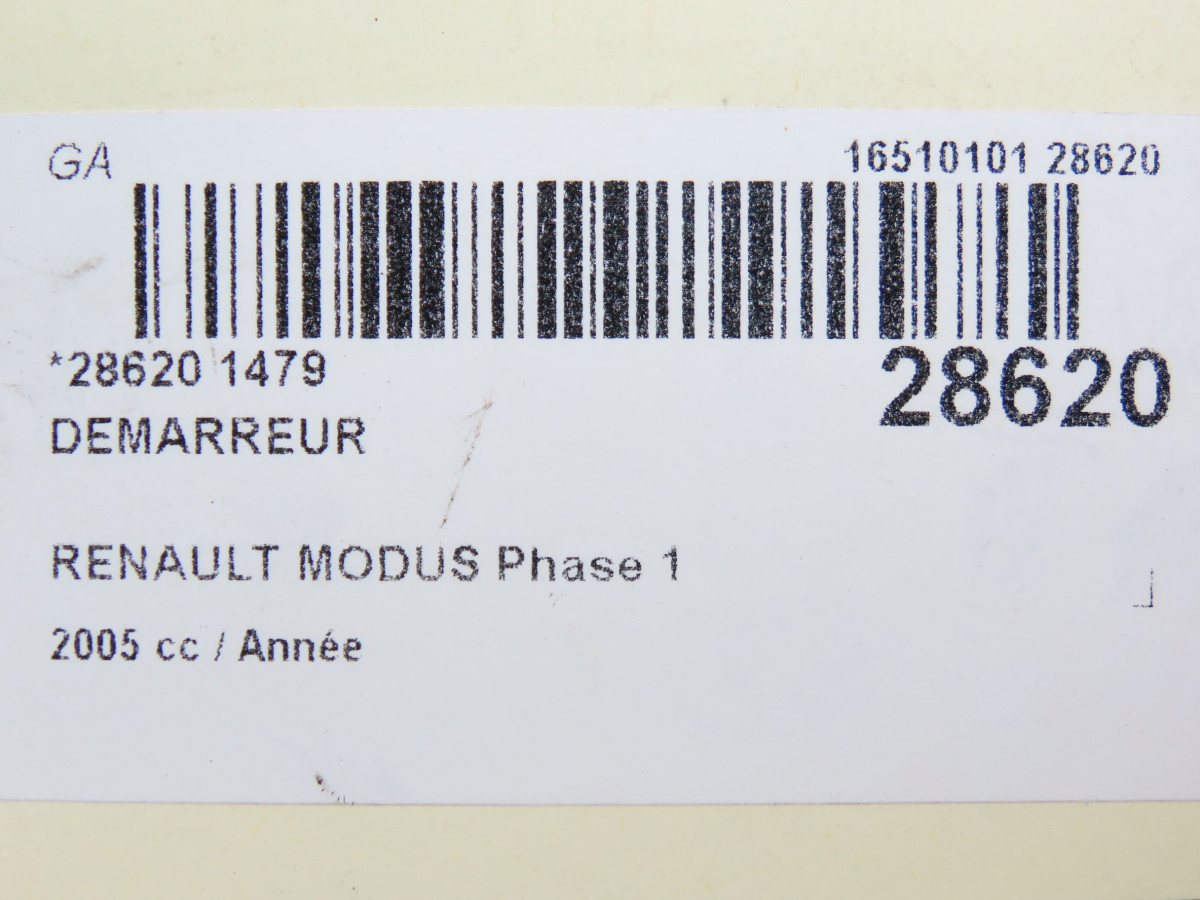 GA 16510101 28620
*28620 1479 28620
DEMARREUR
RENAULT MODUS Phase 1
2005 cc / Année